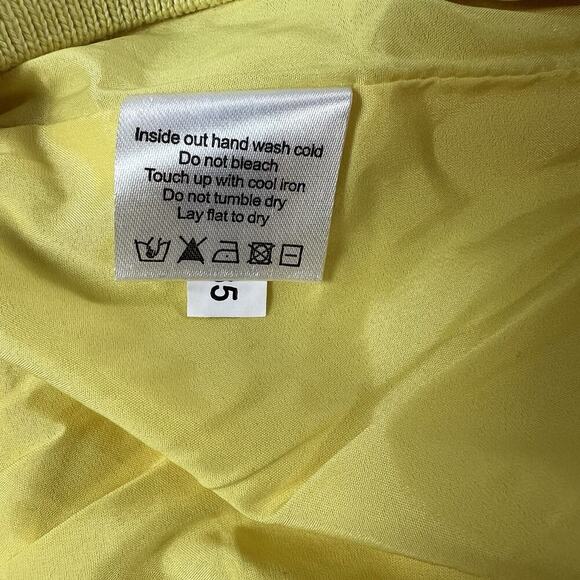 Inside out hand wash cold
Do not bleach
Touch up with cool iron
Do not tumble dry
Lay flat to dry